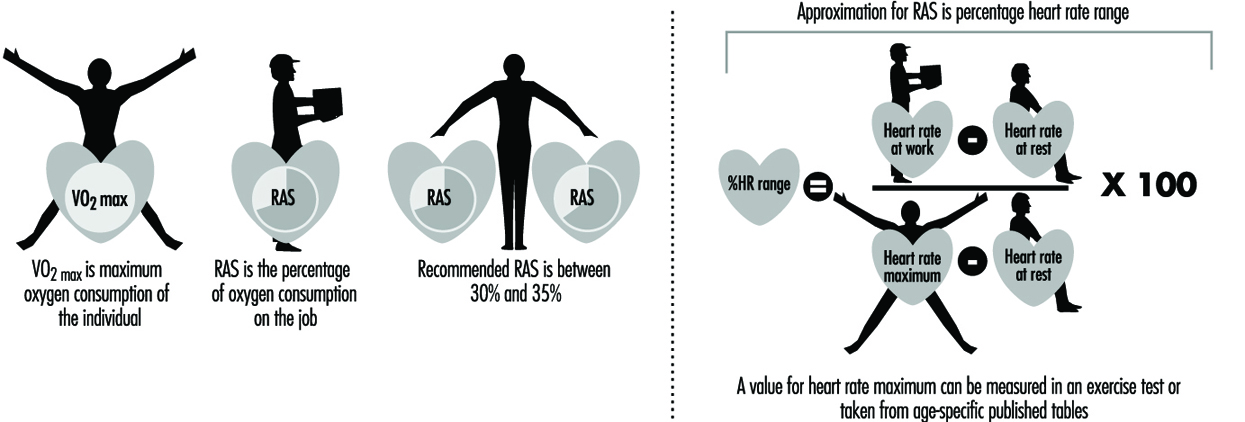 VO2 max
VO2 max is maximum
oxygen consumption of
the individual
RAS
RAS is the percentage
of oxygen consumption
on the job
RAS
RAS
Recommended RAS is between
30% and 35%
Approximation for RAS is percentage heart rate range
%HR range
=
Heart rate
at work
-
Heart rate
at rest
X 100
Heart rate
maximum
-
Heart rate
at rest
A value for heart rate maximum can be measured in an exercise test or
taken from age-specific published tables